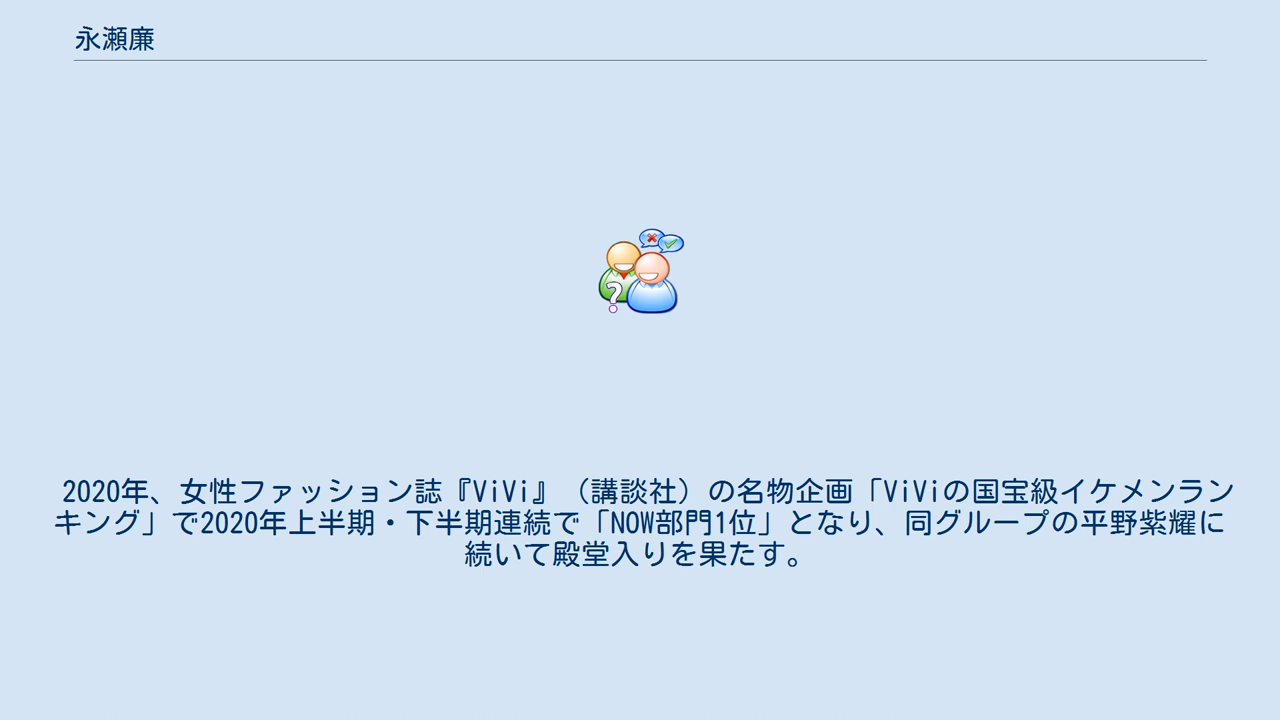 永瀬廉
2020年、女性ファッション誌『ViVi』（講談社）の名物企画「ViViの国宝級イケメンラン
キング」で2020年上半期・下半期連続で「NOW部門1位」となり、同グループの平野紫耀に
続いて殿堂入りを果たす。